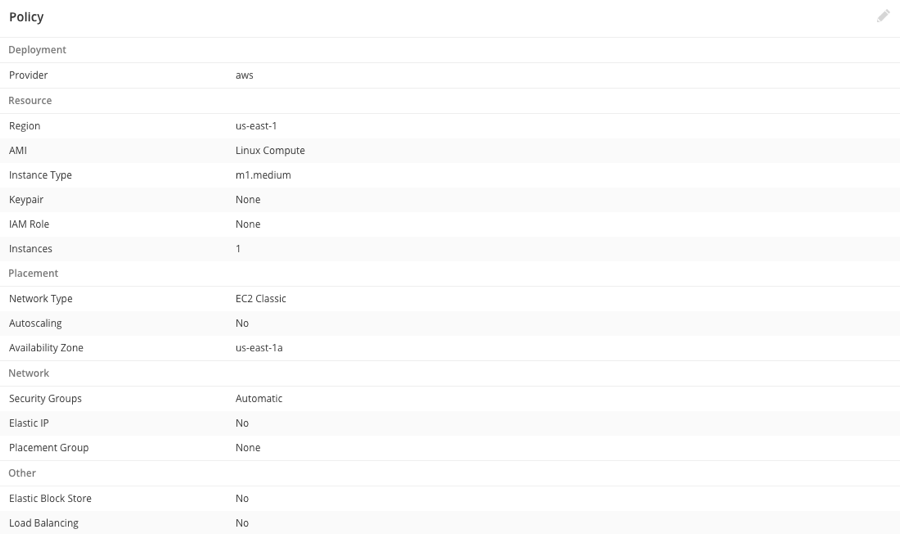 Policy
Deployment
Provider aws
Resource
Region us-east-1
AMI Linux Compute
Instance Type m1.medium
Keypair None
IAM Role None
Instances 1
Placement
Network Type EC2 Classic
Autoscaling No
Availability Zone us-east-1a
Network
Security Groups Automatic
Elastic IP No
Placement Group None
Other
Elastic Block Store No
Load Balancing No